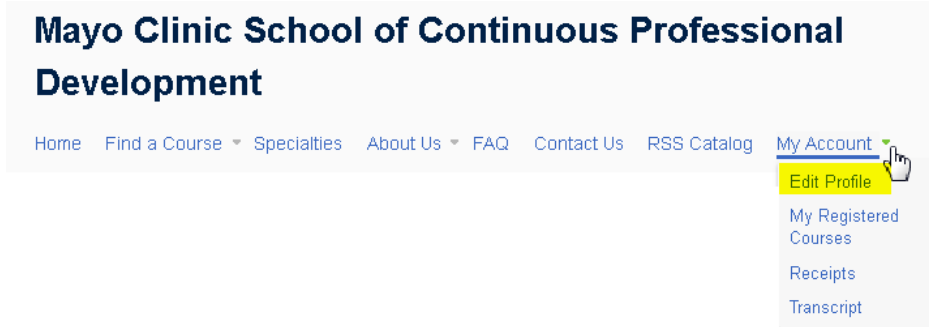 Mayo Clinic School of Continuous Professional
Development
Home Find a Course Specialties About Us FAQ Contact Us RSS Catalog My Account
Edit Profile
My Registered
Courses
Receipts
Transcript